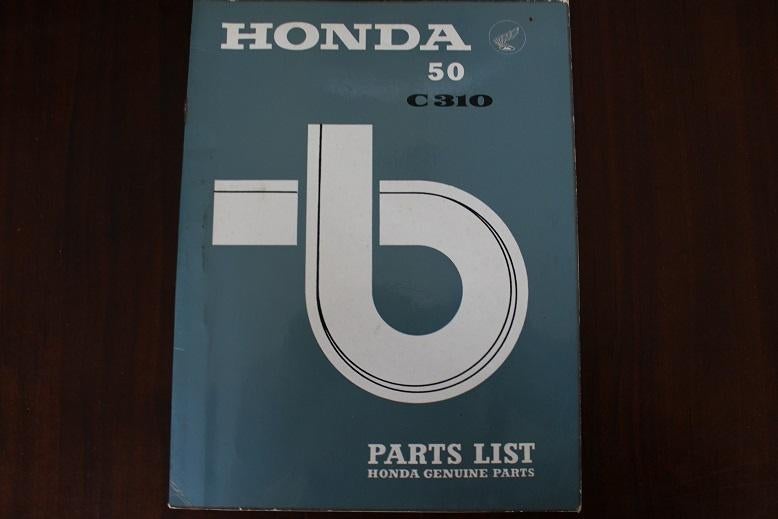 HONDA
50
C310
b
PARTS LIST
HONDA GENUINE PARTS